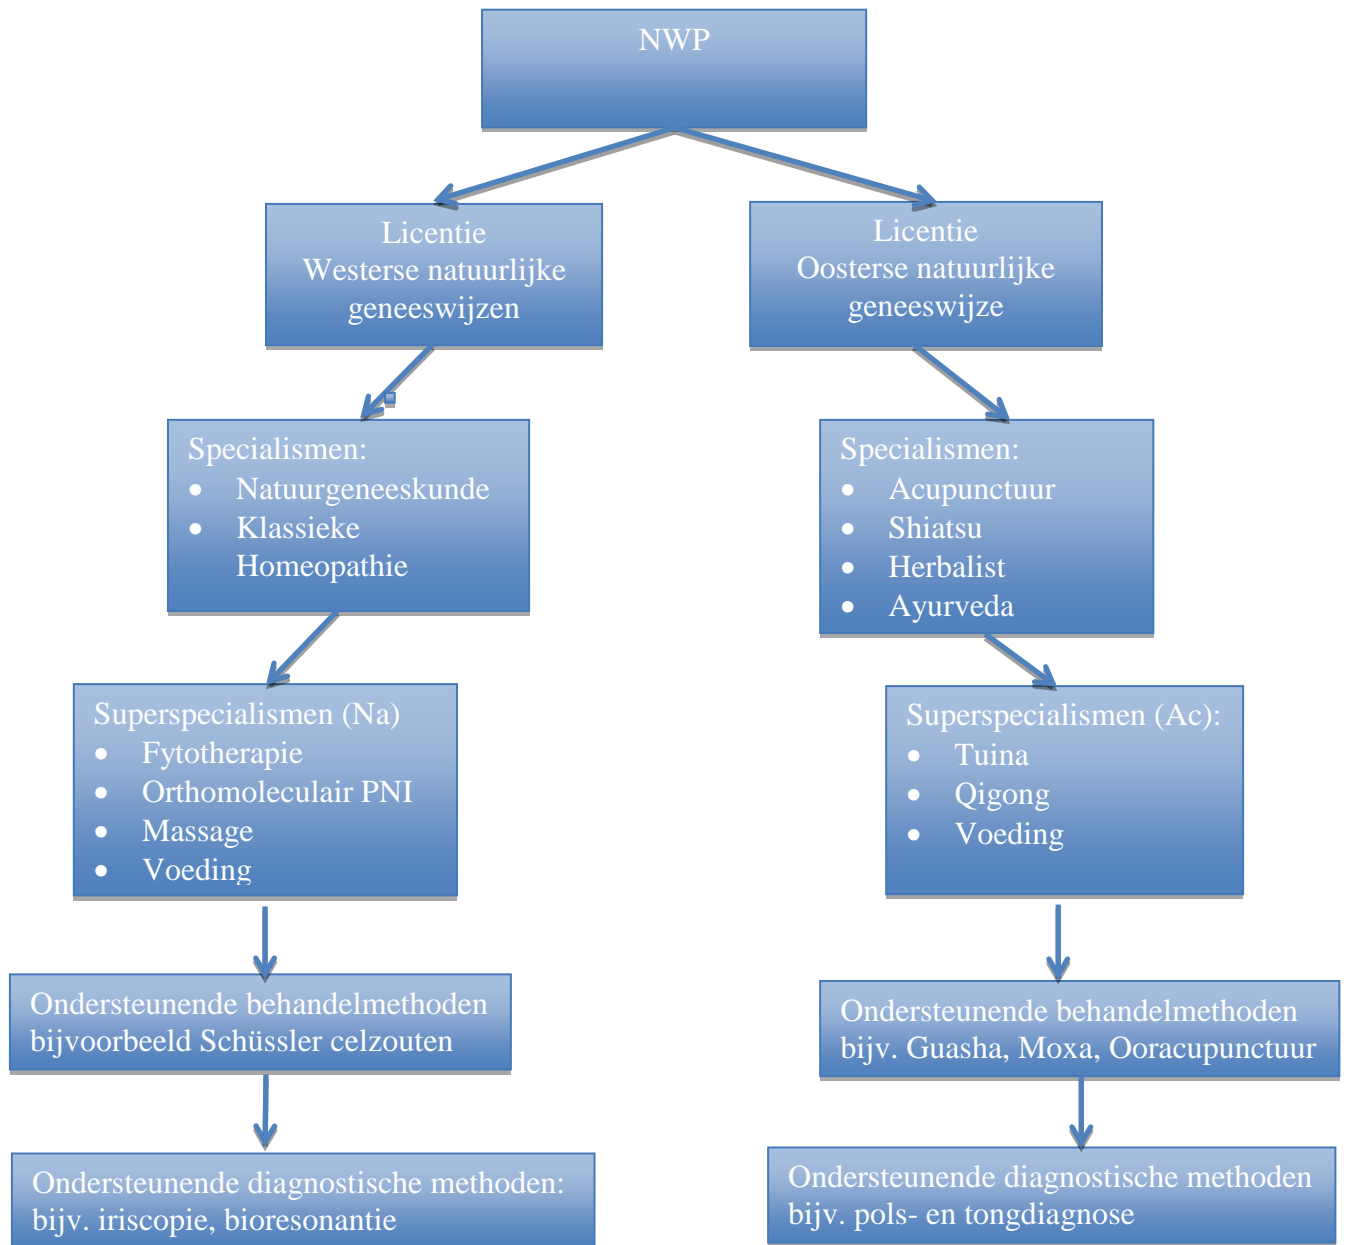 NWP
Licentie
Westerse natuurlijke
geneeswijzen
Licentie
Oosterse natuurlijke
geneeswijze
Specialismen:
• Natuurgeneeskunde
• Klassieke
Homeopathie
Specialismen:
• Acupunctuur
• Shiatsu
• Herbalist
• Ayurveda
Superspecialismen (Na)
• Fytotherapie
• Orthomoleculair PNI
• Massage
• Voeding
Superspecialismen (Ac):
• Tuina
• Qigong
• Voeding
Ondersteunende behandelmethoden
bijvoorbeeld Schüssler celzouten
Ondersteunende behandelmethoden
bijv. Guasha, Moxa, Ooracupunctuur
Ondersteunende diagnostische methoden:
bijv. iriscopie, bioresonantie
Ondersteunende diagnostische methoden
bijv. pols- en tongdiagnose